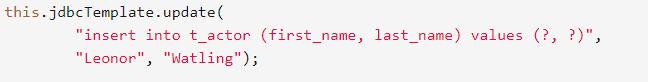 this.jdbcTemplate.update(
"insert into t_actor (first_name, last_name) values (?, ?)",
"Leonor", "Watling");